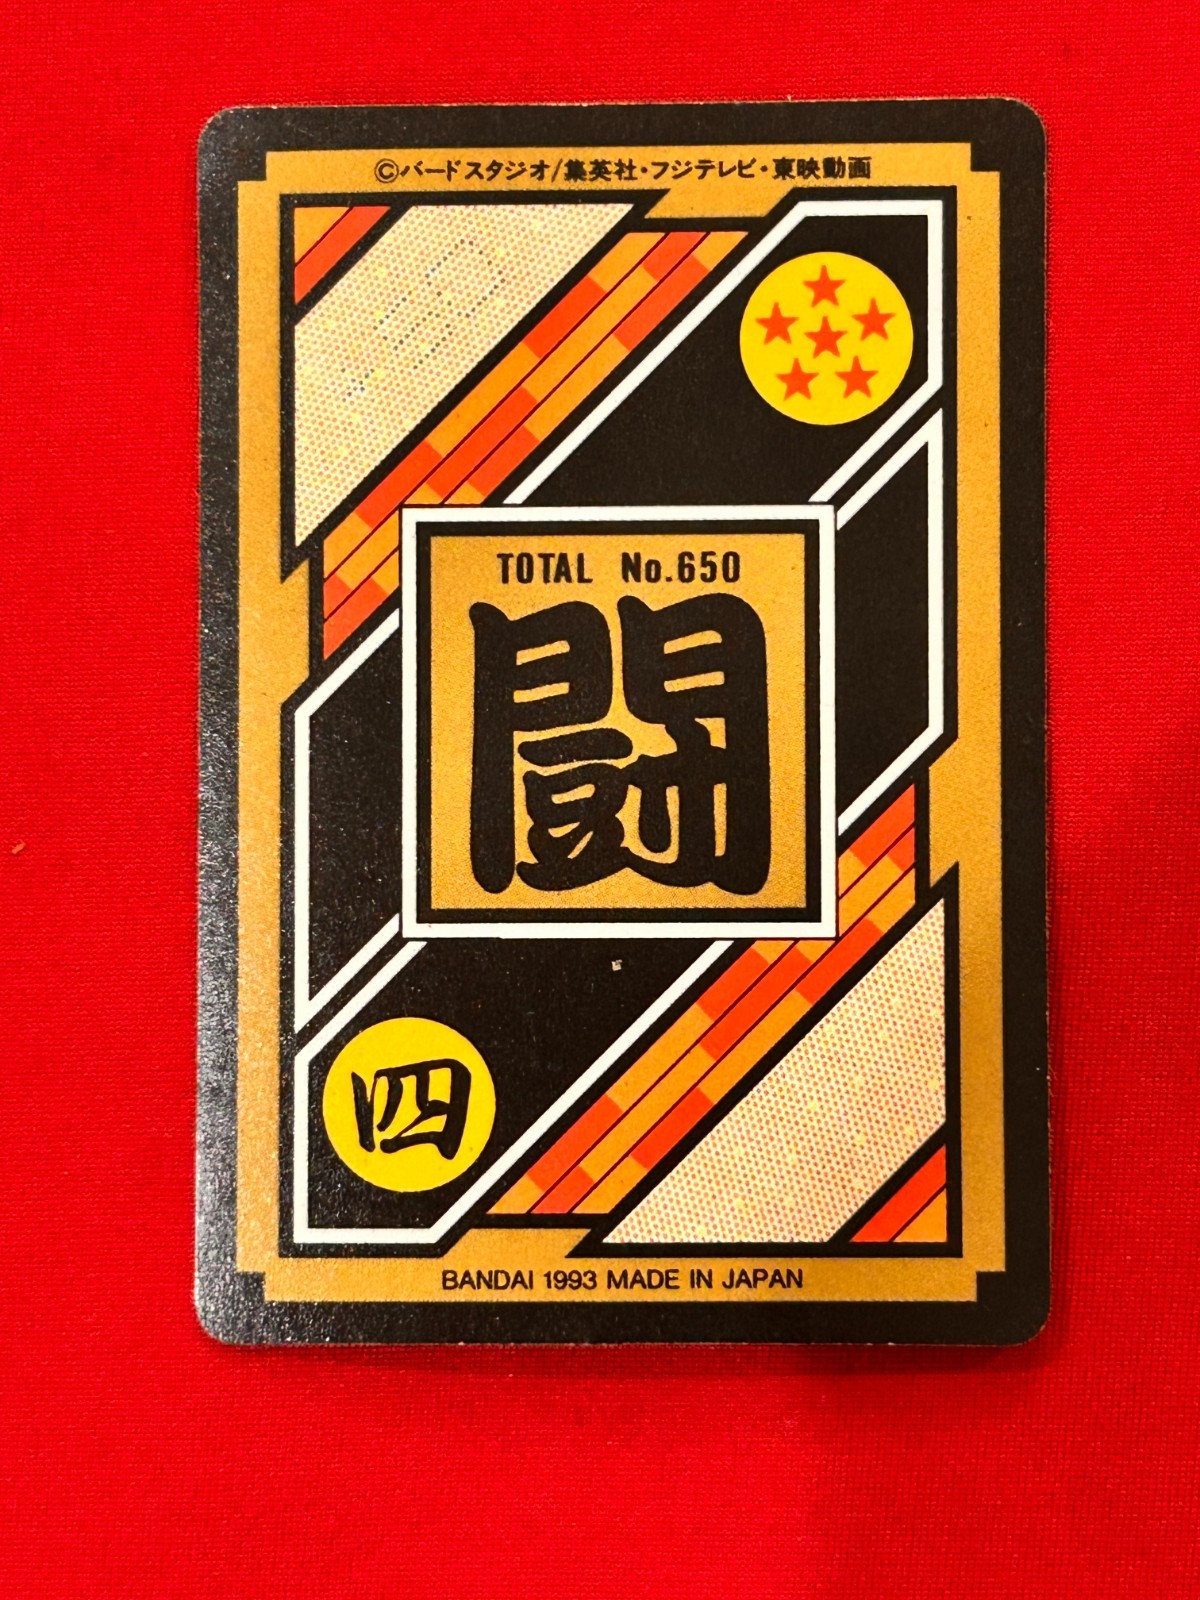 ©バードスタジオ/集英社・フジテレビ・東映動画
TOTAL No.650
闘
四
BANDAI 1993 MADE IN JAPAN